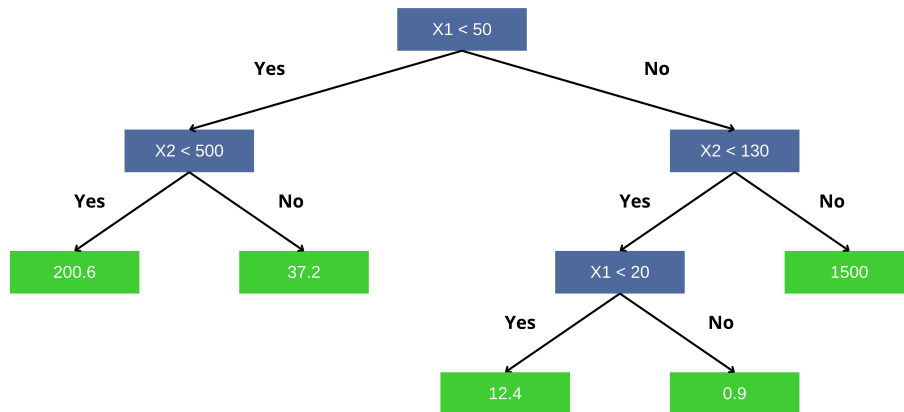 X1 < 50
Yes
No
X2 < 500
X2 < 130
Yes
No
Yes
No
200.6
37.2
X1 < 20
1500
Yes
No
12.4
0.9